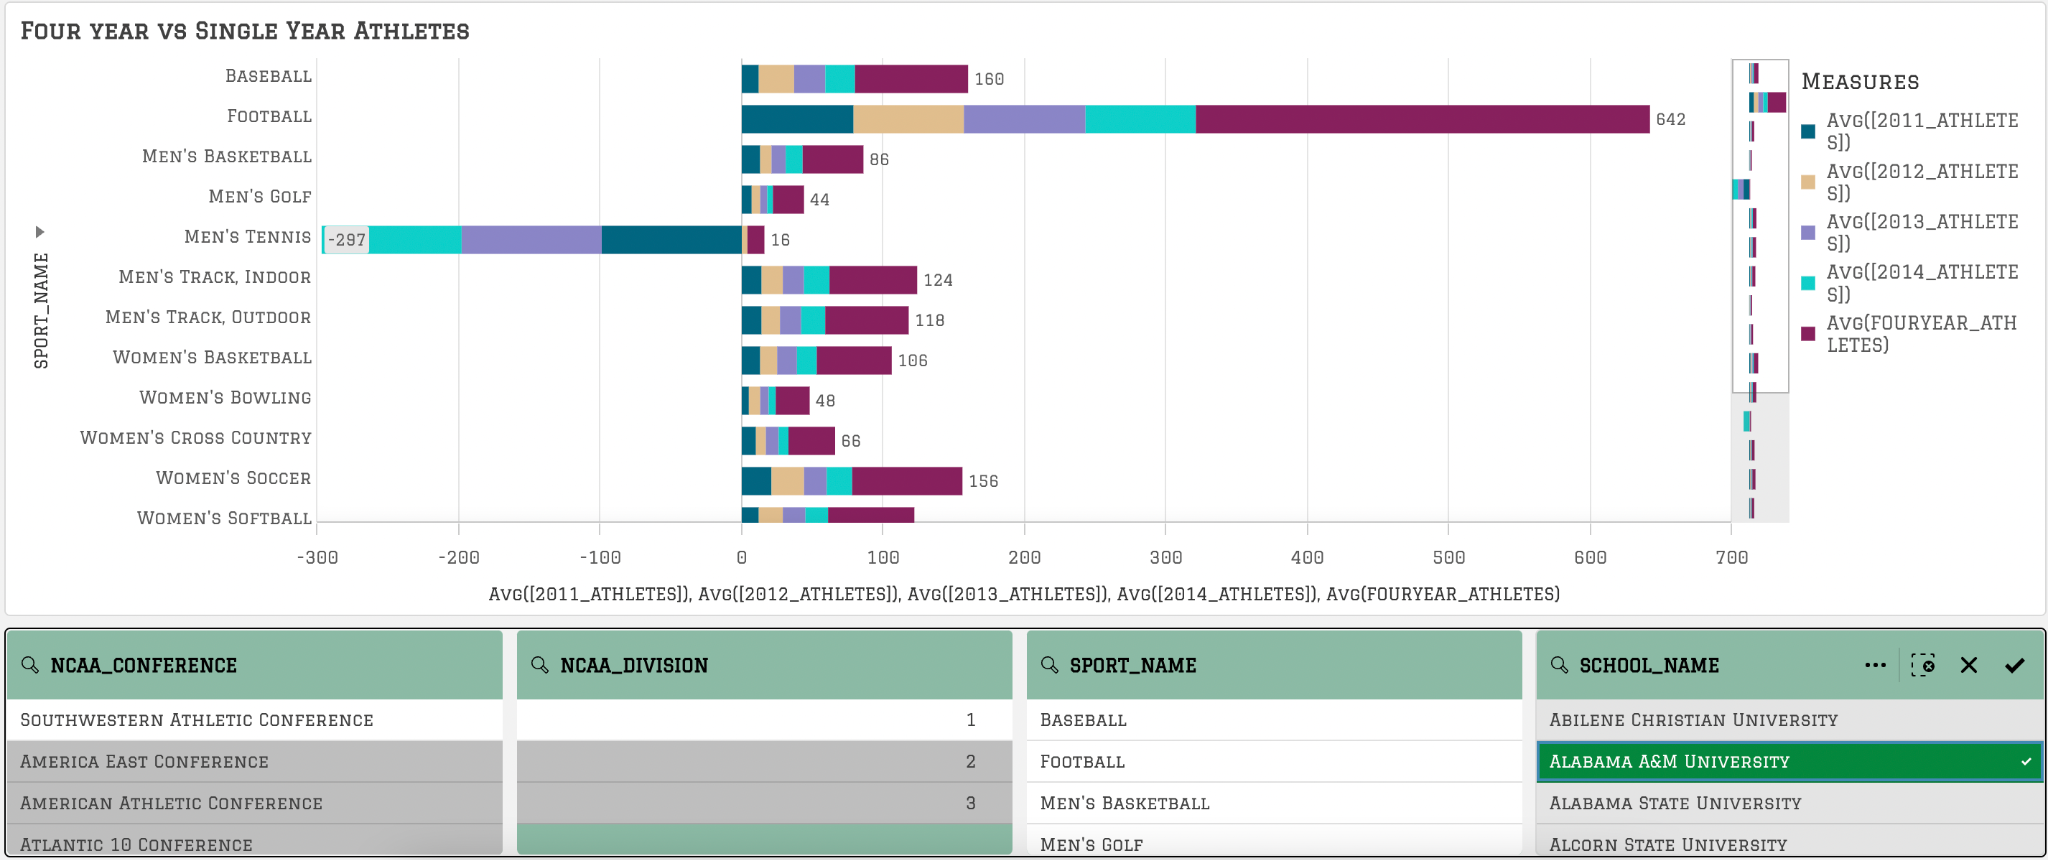 Four year vs Single Year Athletes
Baseball
160
Football
642
Men's Basketball
86
Men's Golf
44
Men's Tennis
-297
16
Men's Track, Indoor
124
Men's Track, Outdoor
118
Women's Basketball
106
Women's Bowling
48
Women's Cross Country
66
Women's Soccer
156
Women's Softball
SPORT_NAME
-300 -200 -100 0 100 200 300 400 500 600 700
Avg([2011_ATHLETES]), Avg([2012_ATHLETES]), Avg([2013_ATHLETES]), Avg([2014_ATHLETES]), Avg(FOURYEAR_ATHLETES)
Measures
Avg([2011_ATHLETE
S])
Avg([2012_ATHLETE
S])
Avg([2013_ATHLETE
S])
Avg([2014_ATHLETE
S])
Avg(FOURYEAR_ATH
LETES)
NCAA_CONFERENCE
Southwestern Athletic Conference
America East Conference
American Athletic Conference
Atlantic 10 Conference
NCAA_DIVISION
1
2
3
SPORT_NAME
Baseball
Football
Men's Basketball
Men's Golf
SCHOOL_NAME
Abilene Christian University
Alabama A&M University
Alabama State University
Alcorn State University